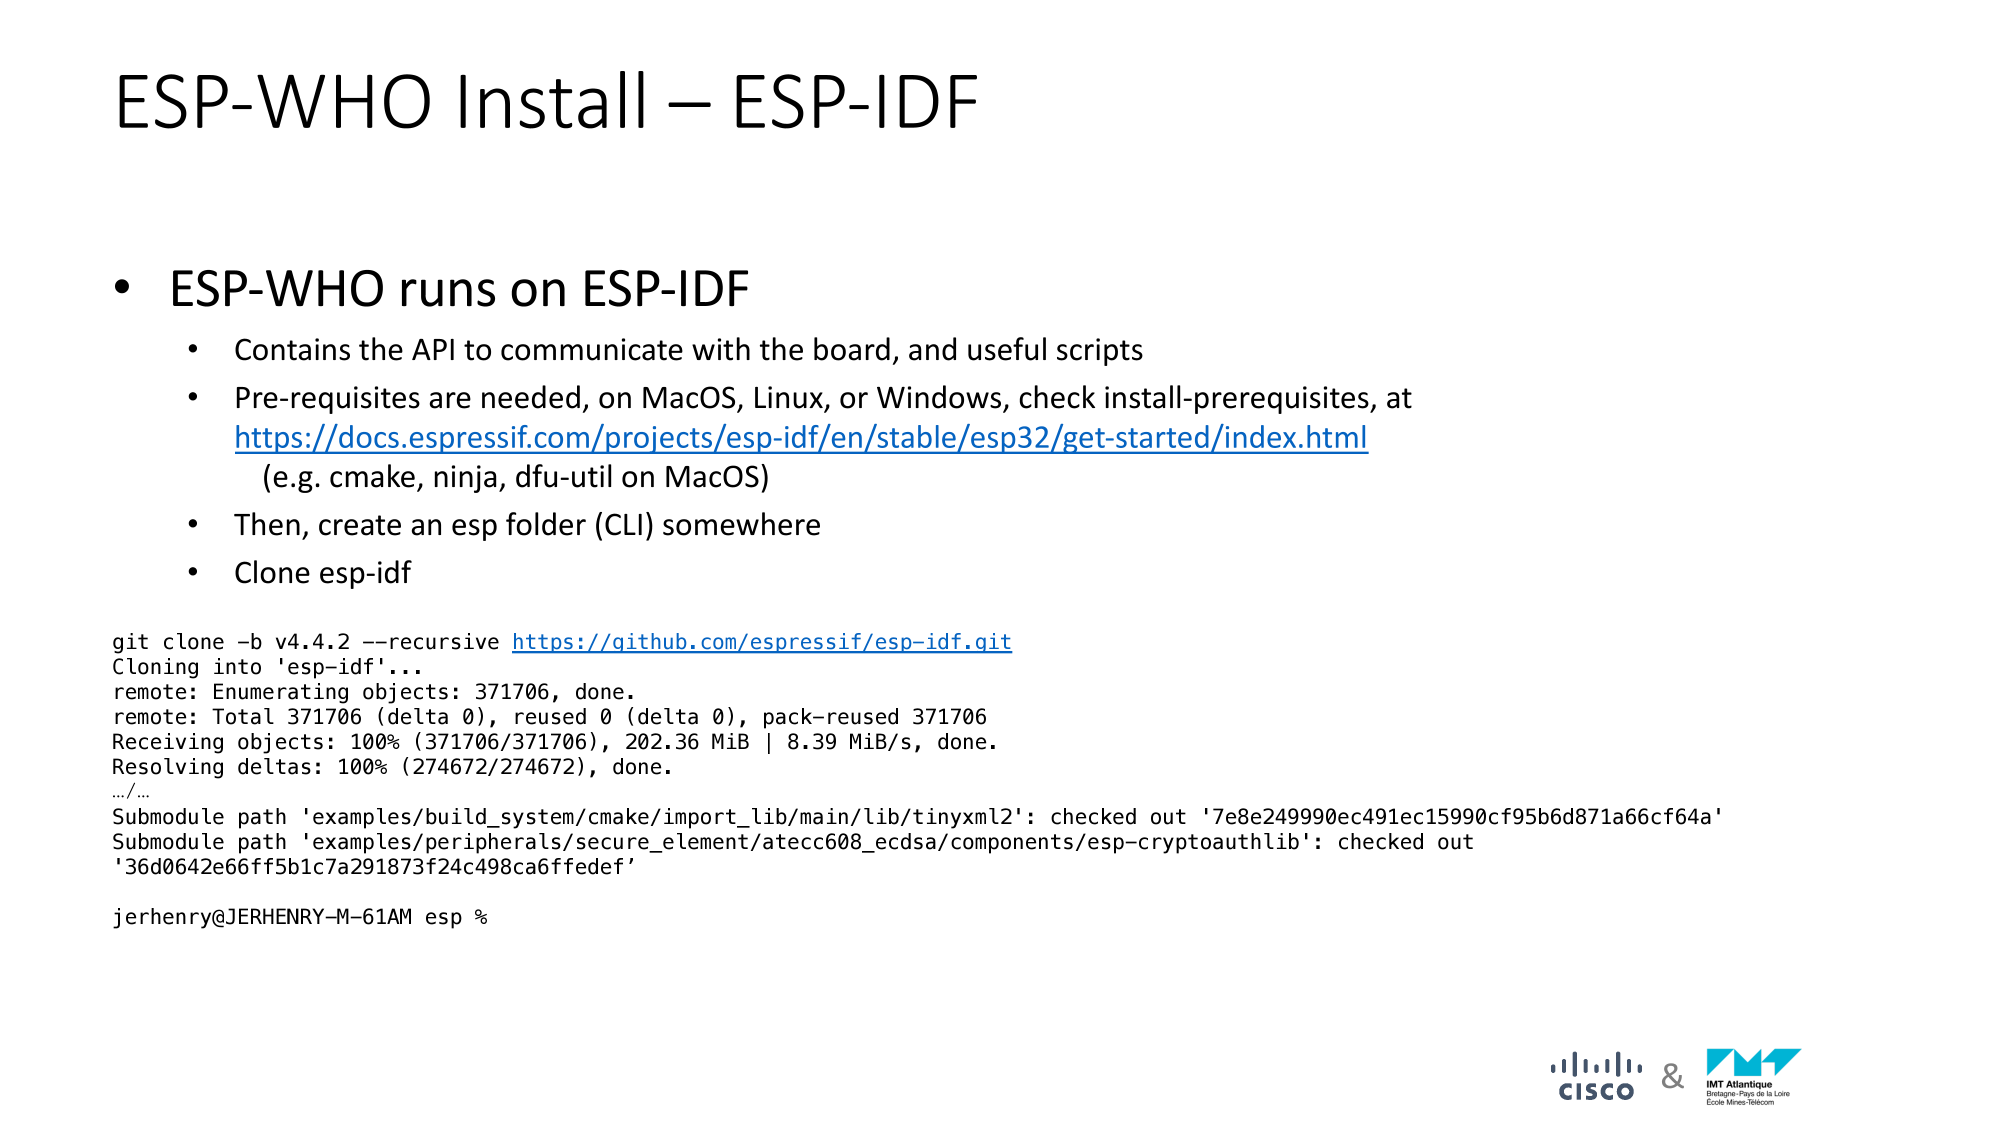 ESP-WHO Install – ESP-IDF
• ESP-WHO runs on ESP-IDF
• Contains the API to communicate with the board, and useful scripts
• Pre-requisites are needed, on MacOS, Linux, or Windows, check install-prerequisites, at
https://docs.espressif.com/projects/esp-idf/en/stable/esp32/get-started/index.html
(e.g. cmake, ninja, dfu-util on MacOS)
• Then, create an esp folder (CLI) somewhere
• Clone esp-idf
git clone -b v4.4.2 --recursive https://github.com/espressif/esp-idf.git
Cloning into 'esp-idf'...
remote: Enumerating objects: 371706, done.
remote: Total 371706 (delta 0), reused 0 (delta 0), pack-reused 371706
Receiving objects: 100% (371706/371706), 202.36 MiB | 8.39 MiB/s, done.
Resolving deltas: 100% (274672/274672), done.
…/…
Submodule path 'examples/build_system/cmake/import_lib/main/lib/tinyxml2': checked out '7e8e249990ec491ec15990cf95b6d871a66cf64a'
Submodule path 'examples/peripherals/secure_element/atecc608_ecdsa/components/esp-cryptoauthlib': checked out
'36d0642e66ff5b1c7a291873f24c498ca6ffedef’
jerhenry@JERHENRY-M-61AM esp %
CISCO & IMT Atlantique
Bretagne-Pays de la Loire
École Mines-Télécom